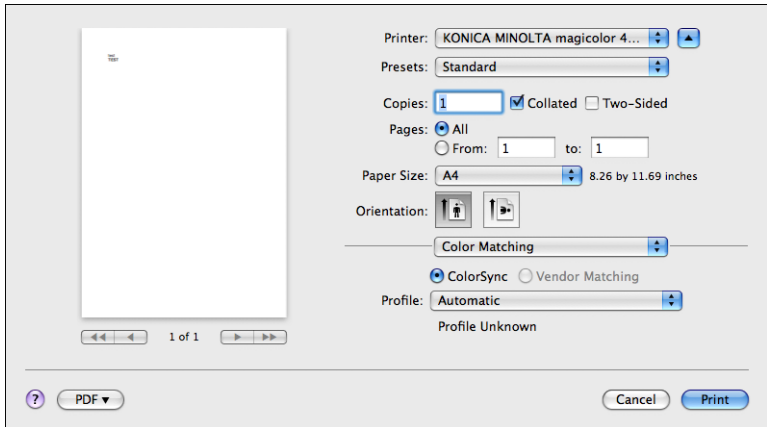 Printer: KONICA MINOLTA magicolor 4...
Presets: Standard
Copies: 1 Collated Two-Sided
Pages: All
From: 1 to: 1
Paper Size: A4 8.26 by 11.69 inches
Orientation:
Color Matching
ColorSync Vendor Matching
Profile: Automatic
Profile Unknown
1 of 1
? PDF Cancel Print